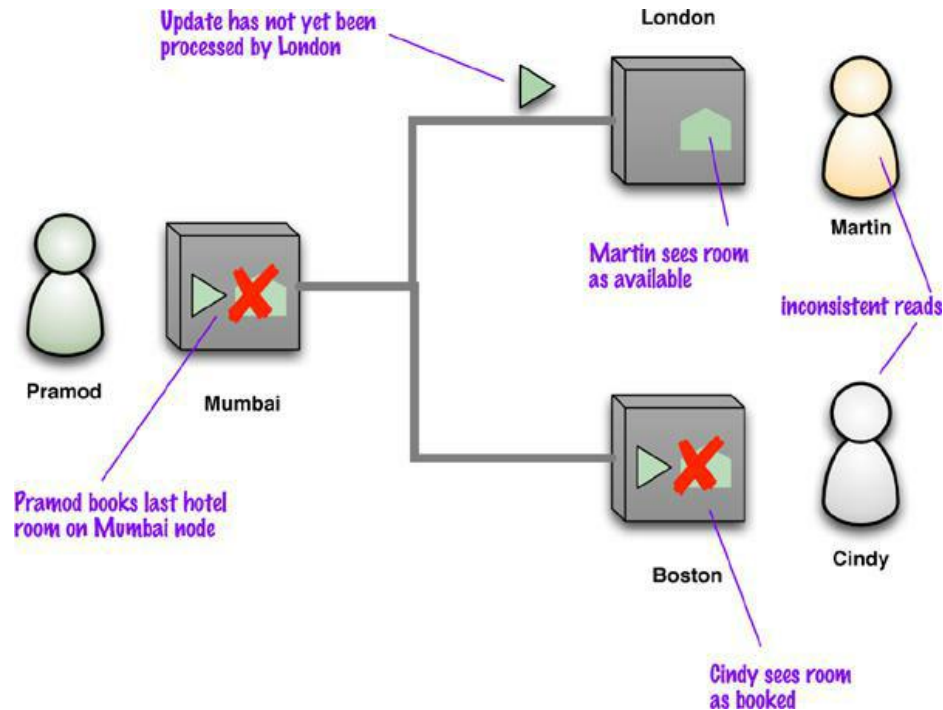 Update has not yet been
processed by London
London
Martin
Martin sees room
as available
inconsistent reads
Pramod
Mumbai
Pramod books last hotel
room on Mumbai node
Boston
Cindy
Cindy sees room
as booked